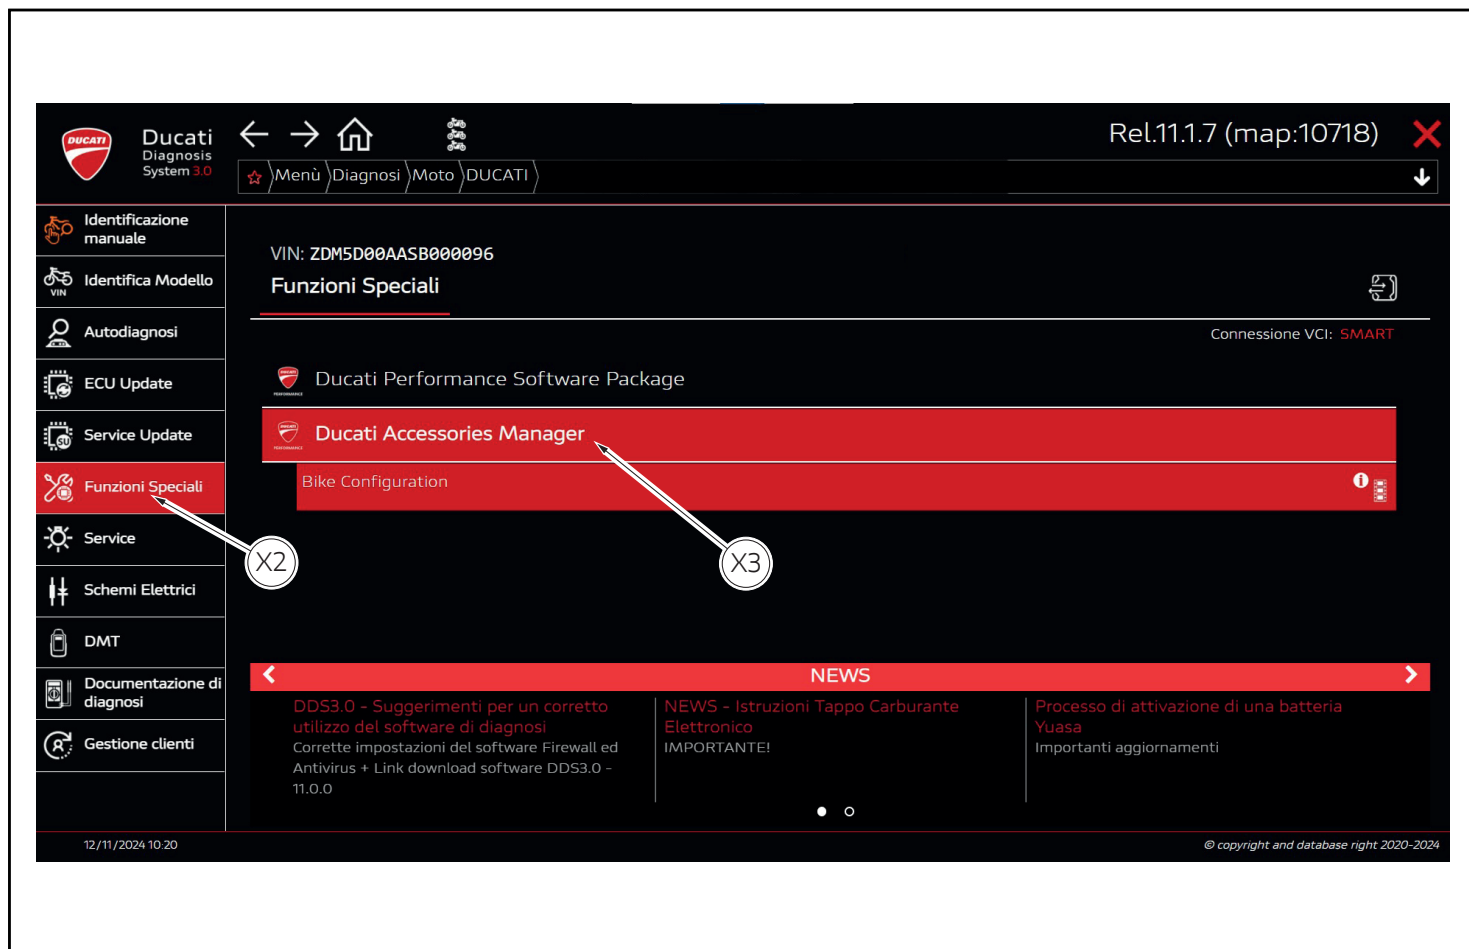 DUCATI
Ducati
Diagnosis
System 3.0
Rel.11.1.7 (map:10718)
Menù Diagnosi Moto DUCATI
Identificazione
manuale
VIN
Identifica Modello
Autodiagnosi
ECU Update
SU
Service Update
Funzioni Speciali
Service
Schemi Elettrici
DMT
Documentazione di
diagnosi
Gestione clienti
VIN: ZDM5D00AASB000096
Funzioni Speciali
Connessione VCI: SMART
Ducati Performance Software Package
Ducati Accessories Manager
Bike Configuration
X2
X3
NEWS
DDS3.0 - Suggerimenti per un corretto
utilizzo del software di diagnosi
Corrette impostazioni del software Firewall ed
Antivirus + Link download software DDS3.0 -
11.0.0
NEWS - Istruzioni Tappo Carburante
Elettronico
IMPORTANTE!
Processo di attivazione di una batteria
Yuasa
Importanti aggiornamenti
12/11/2024 10:20
© copyright and database right 2020-2024